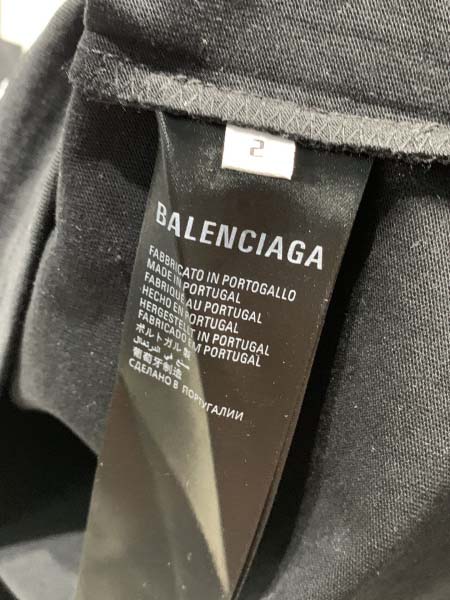 2
BALENCIAGA
FABBRICATO IN PORTOGALLO
MADE IN PORTUGAL
FABRIQUE AU PORTUGAL
HECHO EN PORTUGAL
HERGESTELLT IN PORTUGAL
FABRICADO EM PORTUGAL
ポルトガル製
صنع في البرتغال
葡萄牙制造
СДЕЛАНО В ПОРТУГАЛИИ